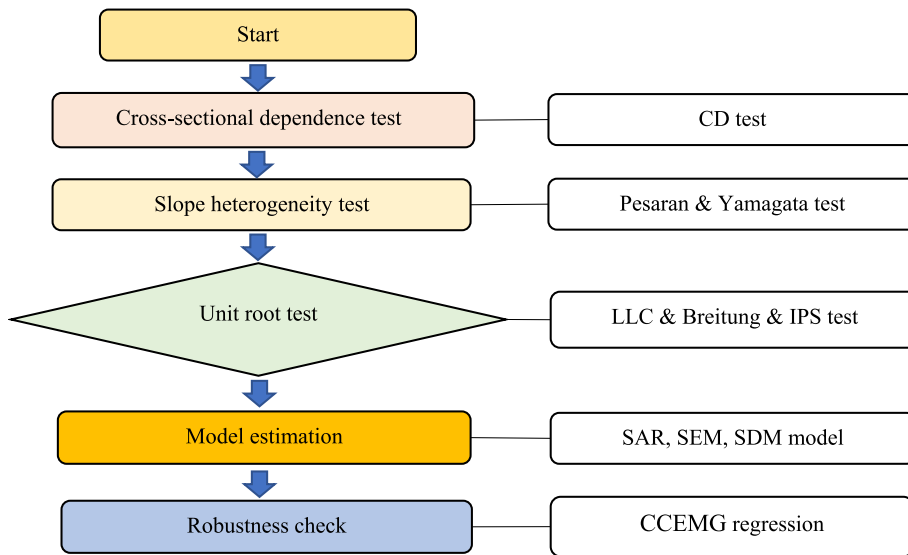 Start
Cross-sectional dependence test
CD test
Slope heterogeneity test
Pesaran & Yamagata test
Unit root test
LLC & Breitung & IPS test
Model estimation
SAR, SEM, SDM model
Robustness check
CCEMG regression